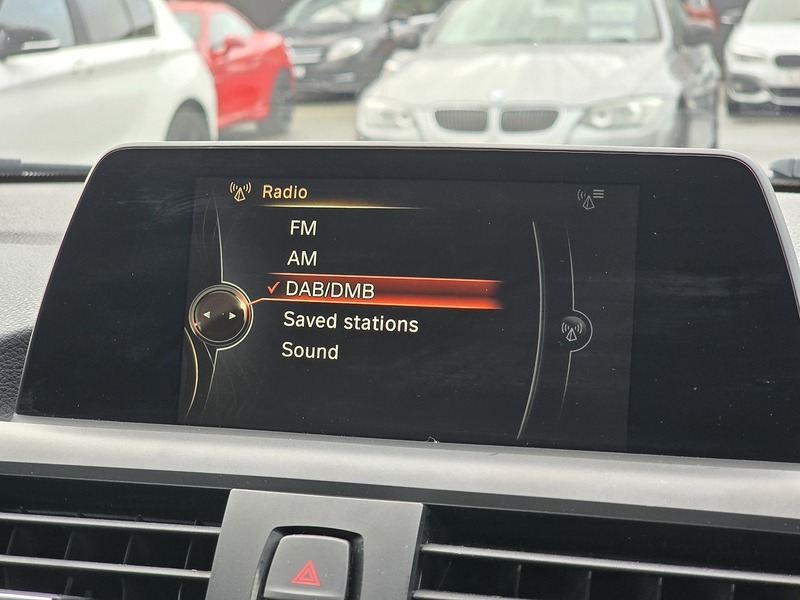 Radio
FM
AM
DAB/DMB
Saved stations
Sound